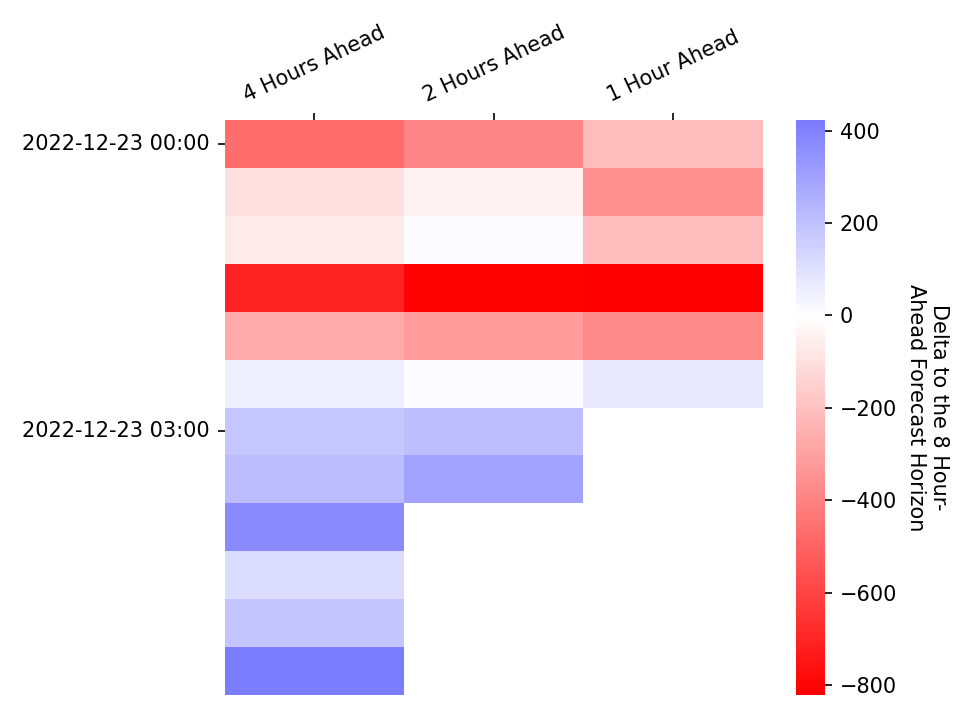 4 Hours Ahead
2 Hours Ahead
1 Hour Ahead
2022-12-23 00:00
2022-12-23 03:00
400
200
0
−200
−400
−600
−800
Delta to the 8 Hour-
Ahead Forecast Horizon